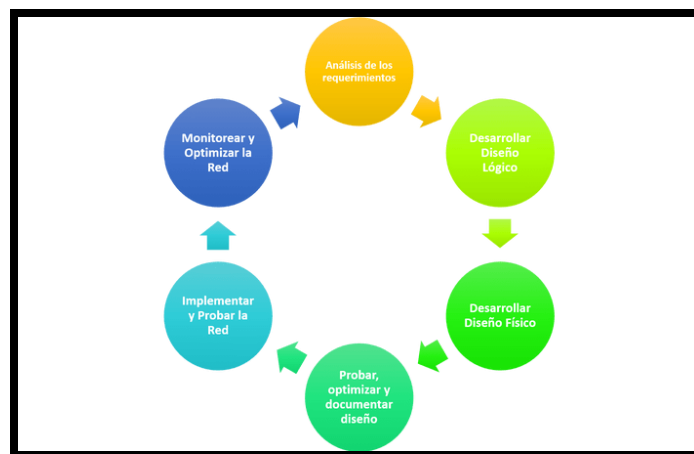 Análisis de los
requerimientos
Desarrollar
Diseño
Lógico
Desarrollar
Diseño Físico
Probar,
optimizar y
documentar
diseño
Implementar
y Probar la
Red
Monitorear y
Optimizar la
Red